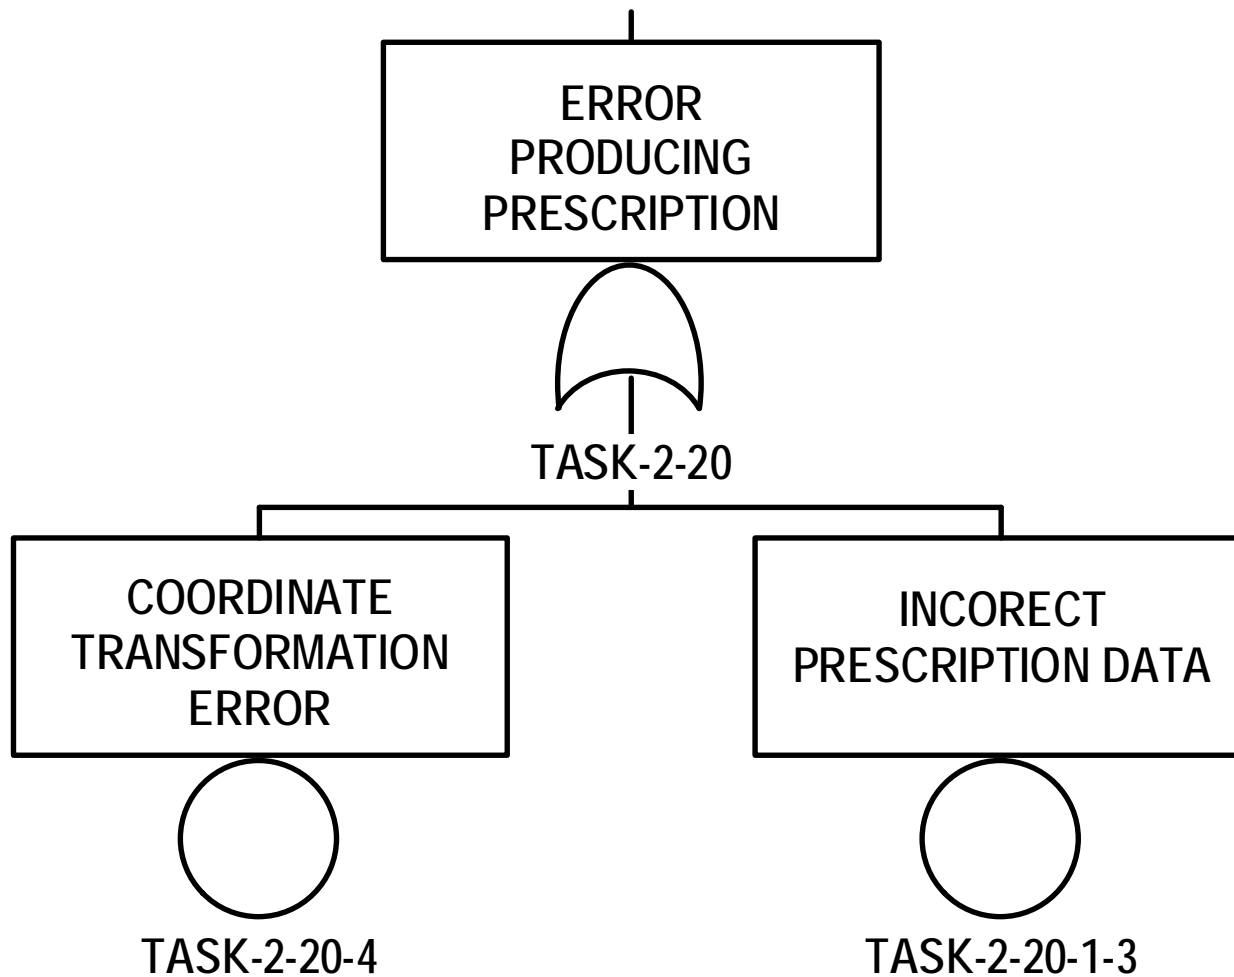 ERROR
PRODUCING
PRESCRIPTION
TASK-2-20
COORDINATE
TRANSFORMATION
ERROR
INCORECT
PRESCRIPTION DATA
TASK-2-20-4
TASK-2-20-1-3